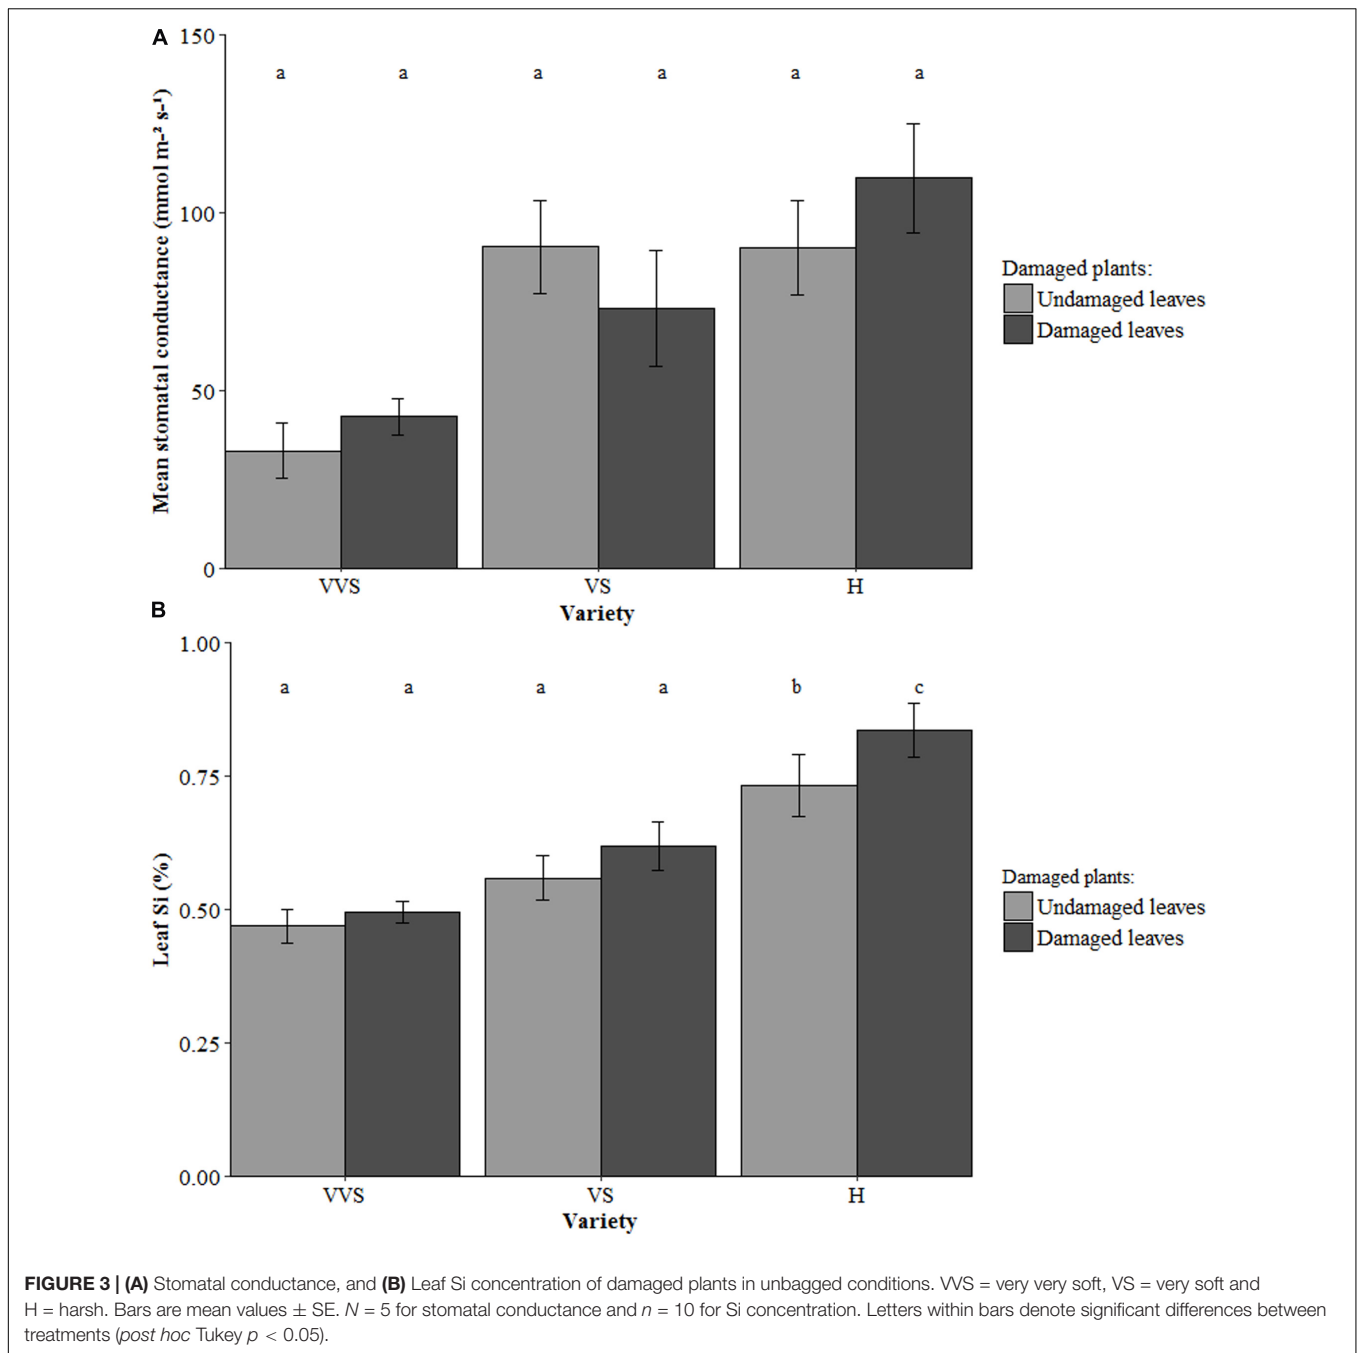 A
150
a a a a a a
100
50
0
Mean stomatal conductance (mmol m-² s-¹)
VVS VS H
Variety
Damaged plants:
Undamaged leaves
Damaged leaves
B
1.00
a a a a b c
0.75
0.50
0.25
0.00
Leaf Si (%)
VVS VS H
Variety
Damaged plants:
Undamaged leaves
Damaged leaves
FIGURE 3 | (A) Stomatal conductance, and (B) Leaf Si concentration of damaged plants in unbagged conditions. VVS = very very soft, VS = very soft and
H = harsh. Bars are mean values ± SE. N = 5 for stomatal conductance and n = 10 for Si concentration. Letters within bars denote significant differences between
treatments (post hoc Tukey p < 0.05).